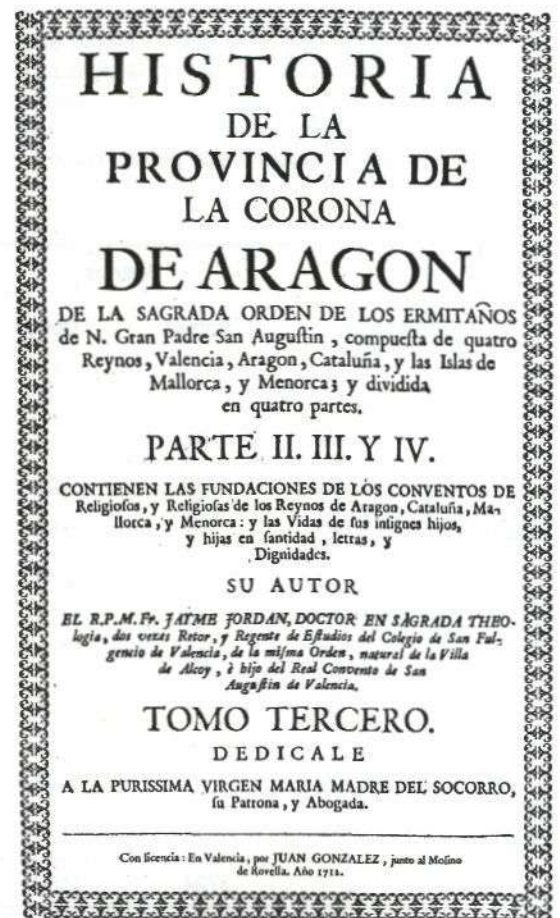 HISTORIA
DE LA
PROVINCIA DE
LA CORONA
DE ARAGON
DE LA SAGRADA ORDEN DE LOS ERMITAÑOS
de N. Gran Padre San Auguſtin, compueſta de quatro
Reynos, Valencia, Aragon, Cataluña, y las Islas de
Mallorca, y Menorca; y dividida
en quatro partes.
PARTE II. III. Y IV.
CONTIENEN LAS FUNDACIONES DE LOS CONVENTOS DE
Religioſos, y Religioſas de los Reynos de Aragon, Cataluña, Ma-
llorca, y Menorca: y las Vidas de ſus inſignes hijos,
y hijas en ſantidad, letras, y
Dignidades.
SU AUTOR
EL R.P.M.Fr. JAYME JORDAN, DOCTOR EN SAGRADA THEO-
logia, dos vezes Retor, y Regente de Eſtudios del Colegio de San Ful-
gencio de Valencia, de la miſma Orden, natural de la Villa
de Alcoy, è hijo del Real Convento de San
Auguſtin de Valencia.
TOMO TERCERO.
DEDICALE
A LA PURISSIMA VIRGEN MARIA MADRE DEL SOCORRO,
ſu Patrona, y Abogada.
Con licencia: En Valencia, por JUAN GONZALEZ, junto al Molino
de Rovella. Año 1712.